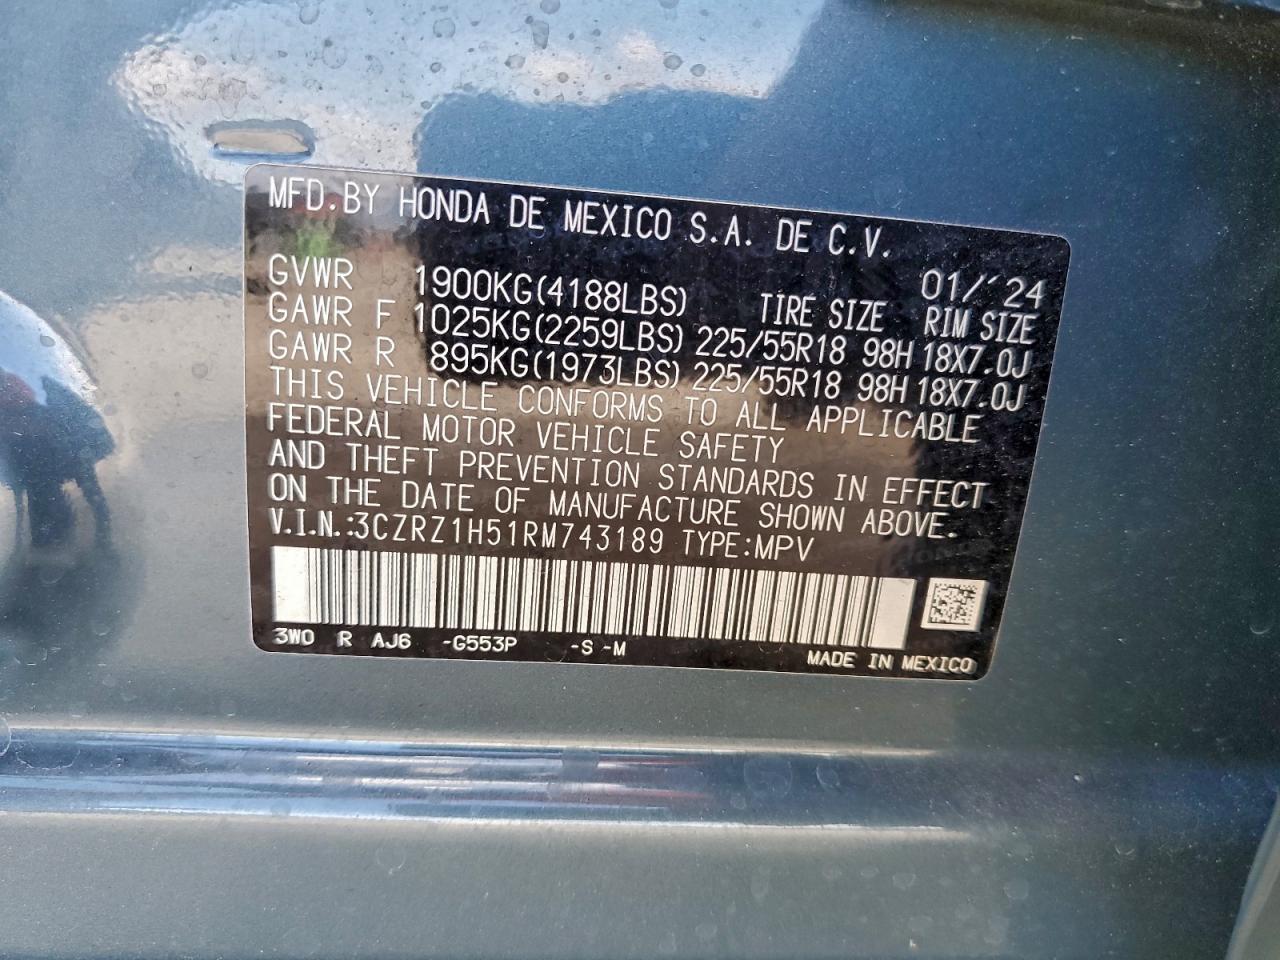 MFD.BY HONDA DE MEXICO S.A. DE C.V.
01/'24
GVWR 1900KG(4188LBS) TIRE SIZE RIM SIZE
GAWR F 1025KG(2259LBS) 225/55R18 98H 18X7.0J
GAWR R 895KG(1973LBS) 225/55R18 98H 18X7.0J
THIS VEHICLE CONFORMS TO ALL APPLICABLE
FEDERAL MOTOR VEHICLE SAFETY
AND THEFT PREVENTION STANDARDS IN EFFECT
ON THE DATE OF MANUFACTURE SHOWN ABOVE.
V.I.N.:3CZRZ1H51RM743189 TYPE:MPV
3WO R AJ6 -G553P -S -M
MADE IN MEXICO